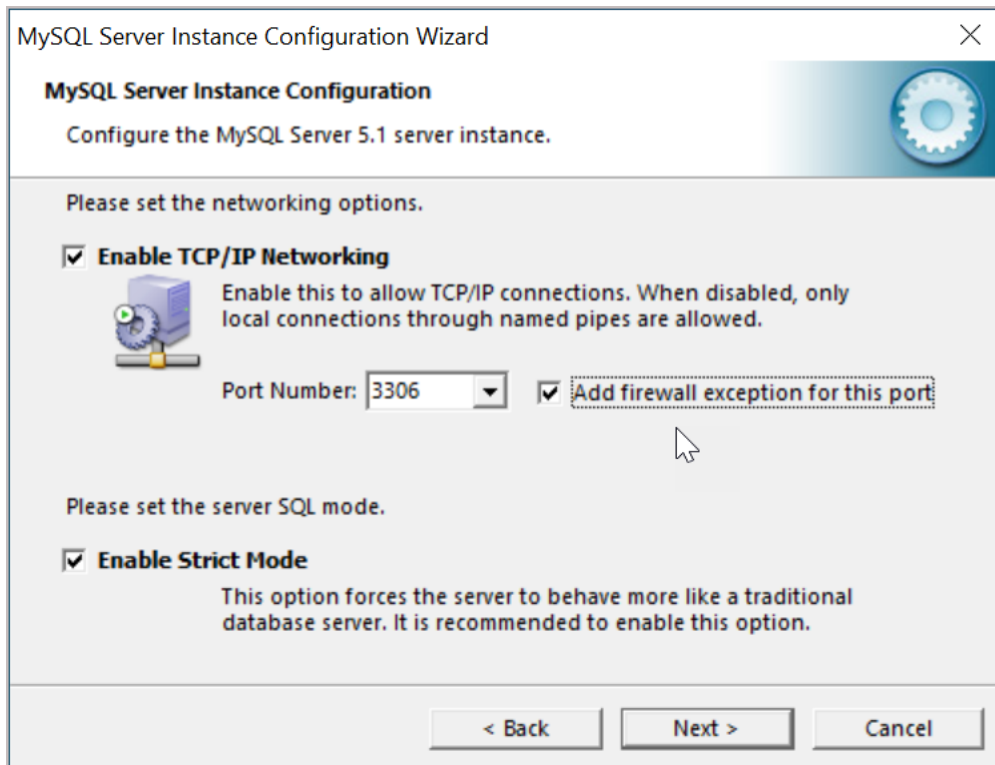 MySQL Server Instance Configuration Wizard
MySQL Server Instance Configuration
Configure the MySQL Server 5.1 server instance.
Please set the networking options.
Enable TCP/IP Networking
Enable this to allow TCP/IP connections. When disabled, only
local connections through named pipes are allowed.
Port Number: 3306 Add firewall exception for this port
Please set the server SQL mode.
Enable Strict Mode
This option forces the server to behave more like a traditional
database server. It is recommended to enable this option.
< Back Next > Cancel